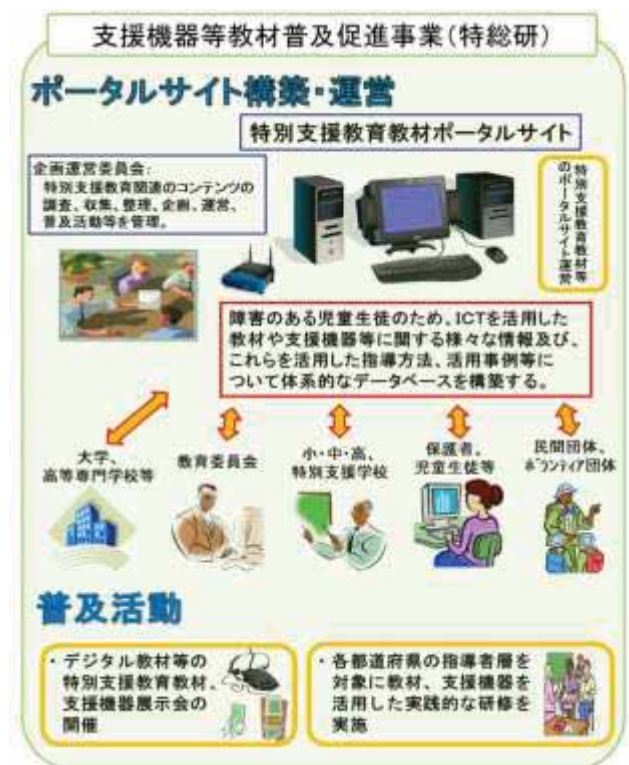 支援機器等教材普及促進事業(特総研)
ポータルサイト構築・運営
特別支援教育教材ポータルサイト
企画運営委員会:
特別支援教育関連のコンテンツの
調査、収集、整理、企画、運営、
普及活動等を管理。
特別支援教育教材等
のポータルサイト運営
障害のある児童生徒のため、ICTを活用した
教材や支援機器等に関する様々な情報及び、
これらを活用した指導方法、活用事例等に
ついて体系的なデータベースを構築する。
大学、
高等専門学校等
教育委員会
小・中・高、
特別支援学校
保護者、
児童生徒等
民間団体、
ボランティア団体
普及活動
・デジタル教材等の
特別支援教育教材、
支援機器展示会の
開催
・各都道府県の指導者層を
対象に教材、支援機器を
活用した実践的な研修を
実施